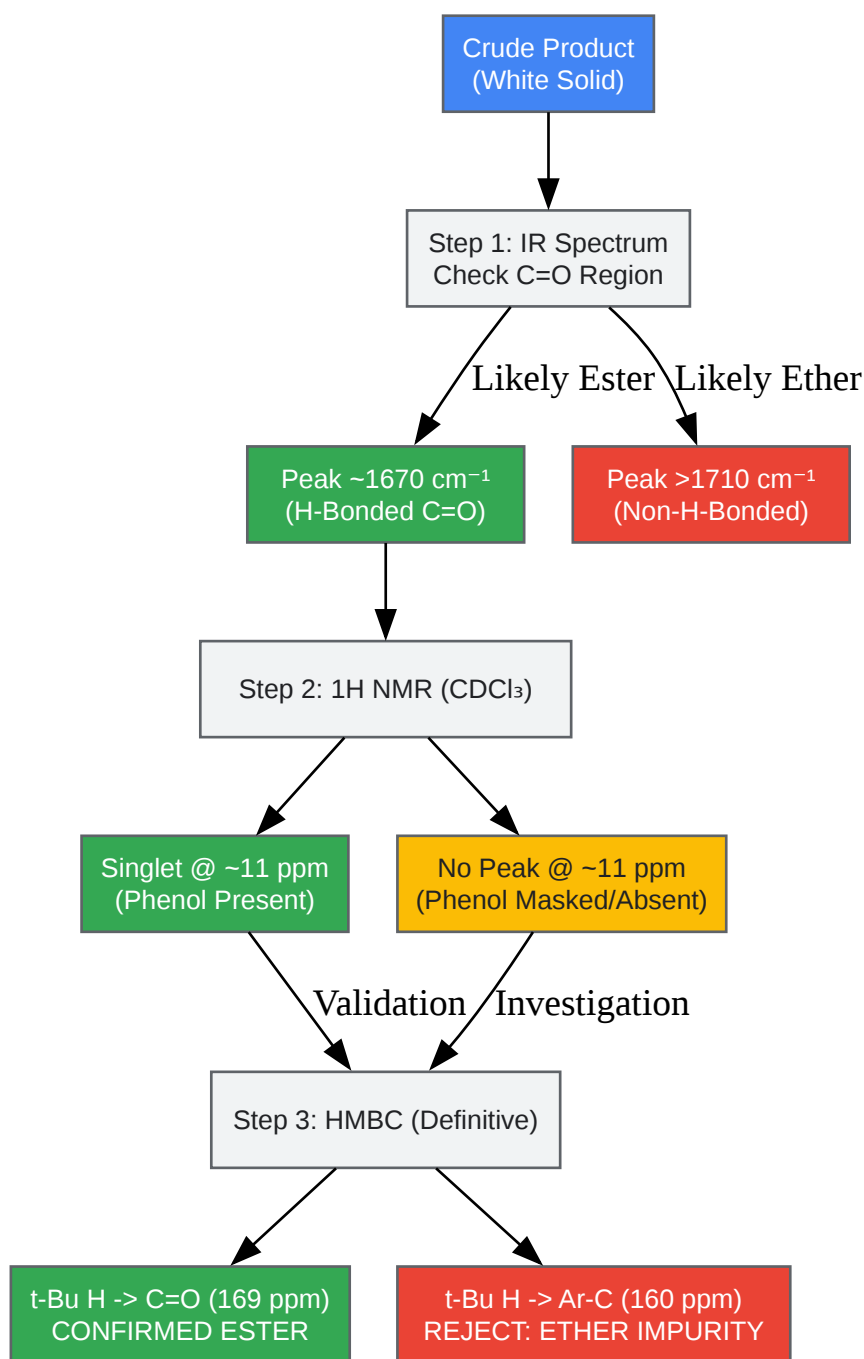 Crude Product
(White Solid)
Step 1: IR Spectrum
Check C=O Region
Likely Ester
Likely Ether
Peak ~1670 cm⁻¹
(H-Bonded C=O)
Peak >1710 cm⁻¹
(Non-H-Bonded)
Step 2: 1H NMR (CDCl₃)
Singlet @ ~11 ppm
(Phenol Present)
No Peak @ ~11 ppm
(Phenol Masked/Absent)
Validation
Investigation
Step 3: HMBC (Definitive)
t-Bu H -> C=O (169 ppm)
CONFIRMED ESTER
t-Bu H -> Ar-C (160 ppm)
REJECT: ETHER IMPURITY